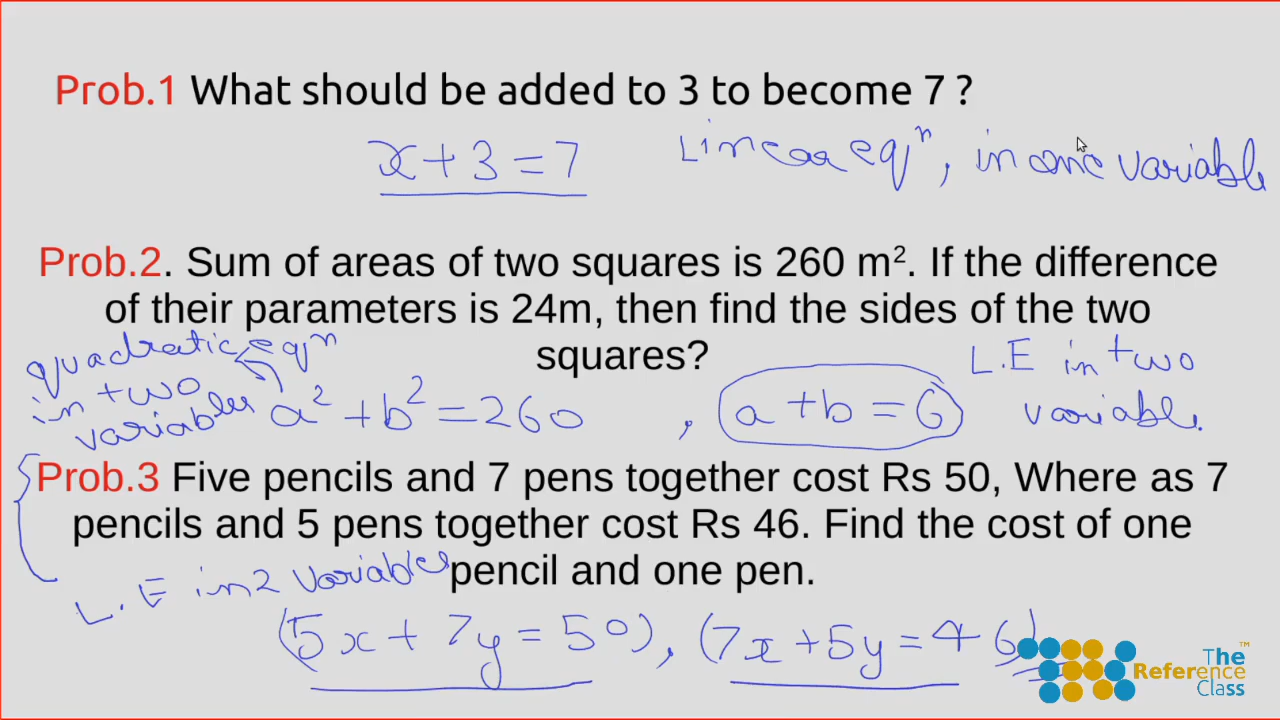 Prob.1 What should be added to 3 to become 7 ?
x + 3 = 7
Linear eqⁿ, in one variable
Prob.2. Sum of areas of two squares is 260 m². If the difference
of their parameters is 24m, then find the sides of the two
squares?
quadratic eqⁿ
in two
variables
a² + b² = 260
, a + b = 6
L.E in two
variable.
Prob.3 Five pencils and 7 pens together cost Rs 50, Where as 7
pencils and 5 pens together cost Rs 46. Find the cost of one
pencil and one pen.
L.E in 2 variables
(5x + 7y = 50), (7x + 5y = 46)
The
Reference
Class
TM